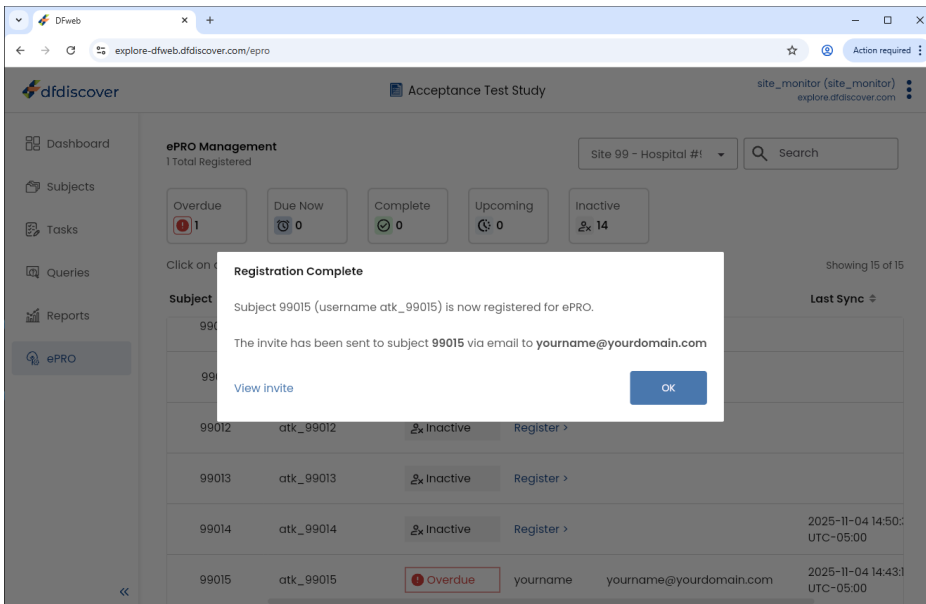 DFweb
explore-dfweb.dfdiscover.com/epro
Action required
dfdiscover
Acceptance Test Study
site_monitor (site_monitor)
explore.dfdiscover.com
Dashboard
Subjects
Tasks
Queries
Reports
ePRO
ePRO Management
1 Total Registered
Site 99 - Hospital #!
Search
Overdue
1
Due Now
0
Complete
0
Upcoming
0
Inactive
14
Click on
Showing 15 of 15
Subject
Last Sync
Registration Complete
Subject 99015 (username atk_99015) is now registered for ePRO.
The invite has been sent to subject 99015 via email to yourname@yourdomain.com
View invite
OK
99012 atk_99012 Inactive Register >
99013 atk_99013 Inactive Register >
99014 atk_99014 Inactive Register > 2025-11-04 14:50:
UTC-05:00
99015 atk_99015 Overdue yourname yourname@yourdomain.com 2025-11-04 14:43:1
UTC-05:00